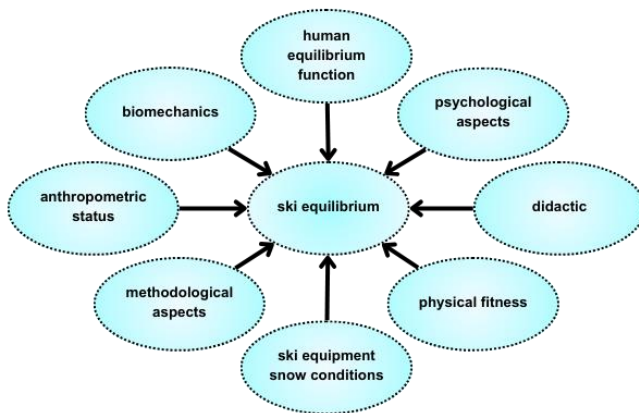 human
equilibrium
function
biomechanics
psychological
aspects
anthropometric
status
ski equilibrium
didactic
methodological
aspects
physical fitness
ski equipment
snow conditions